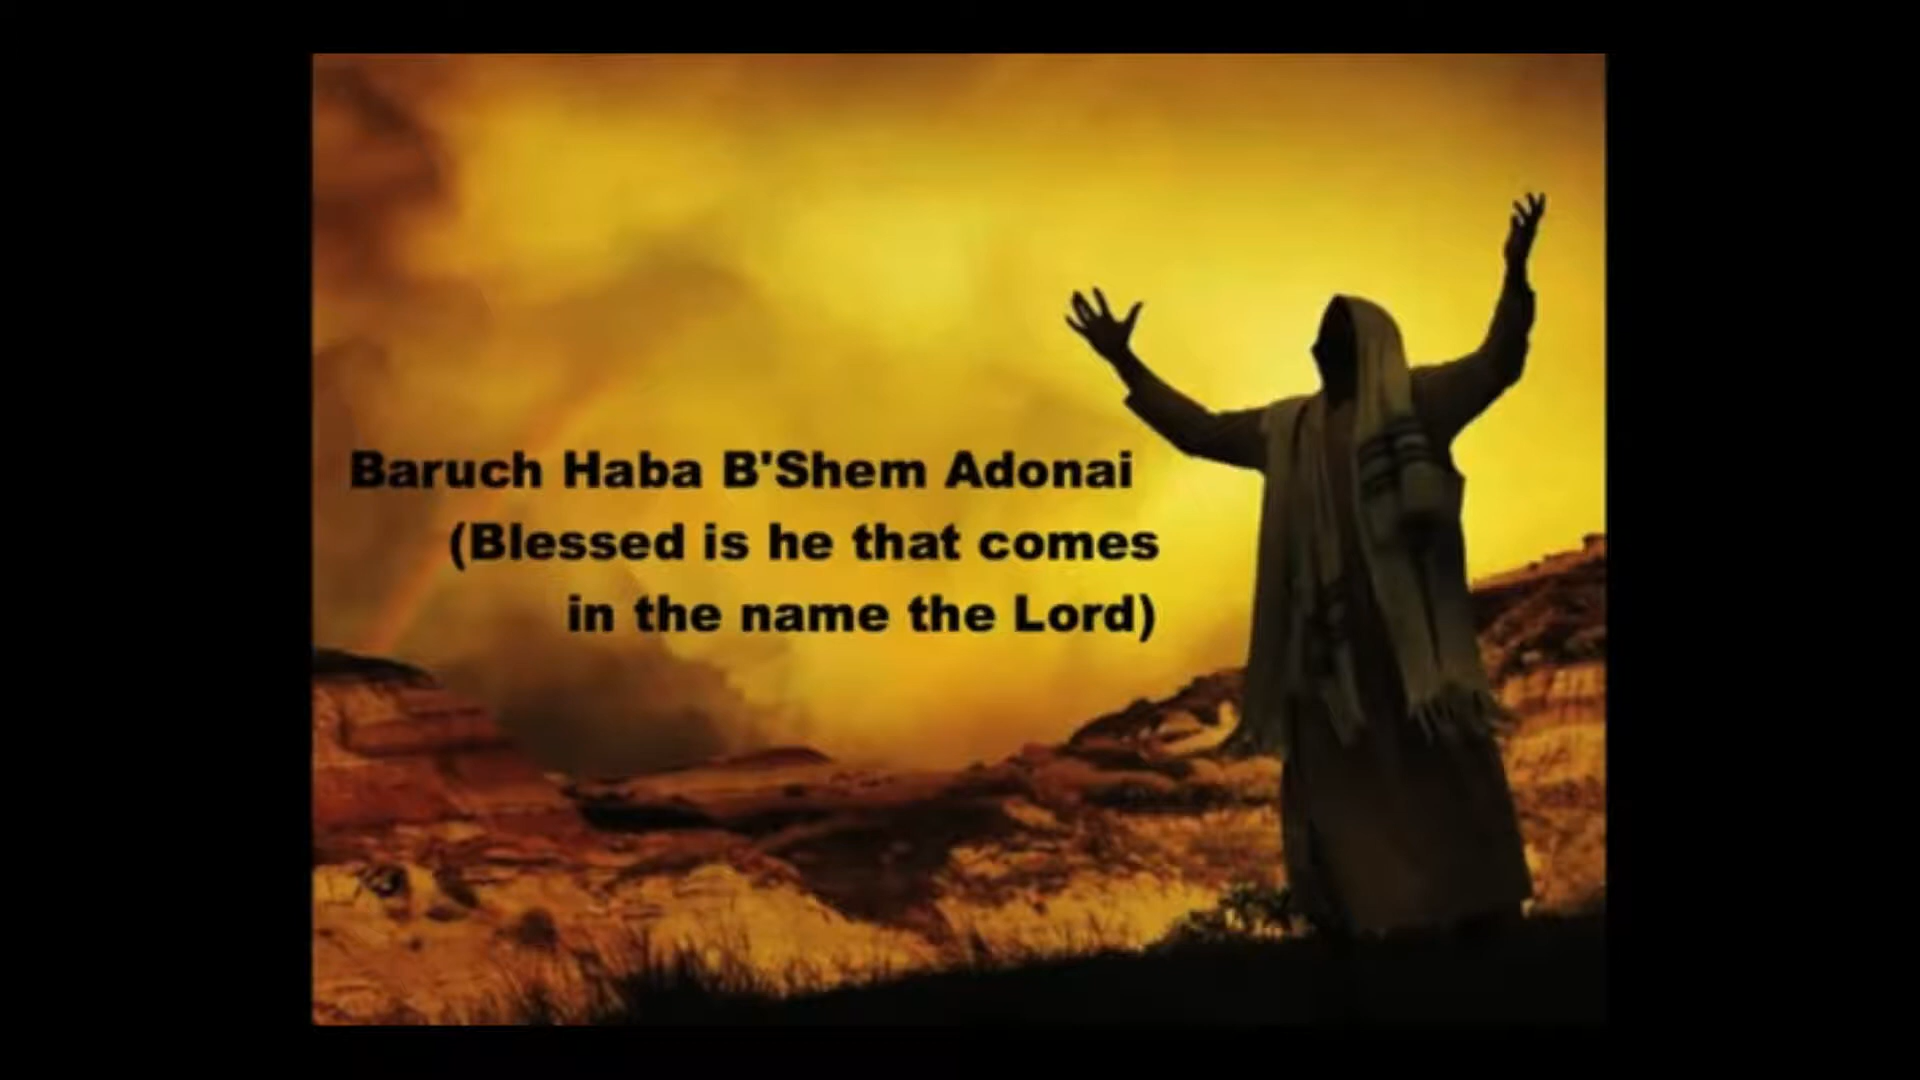 Baruch Haba B'Shem Adonai
(Blessed is he that comes
in the name the Lord)